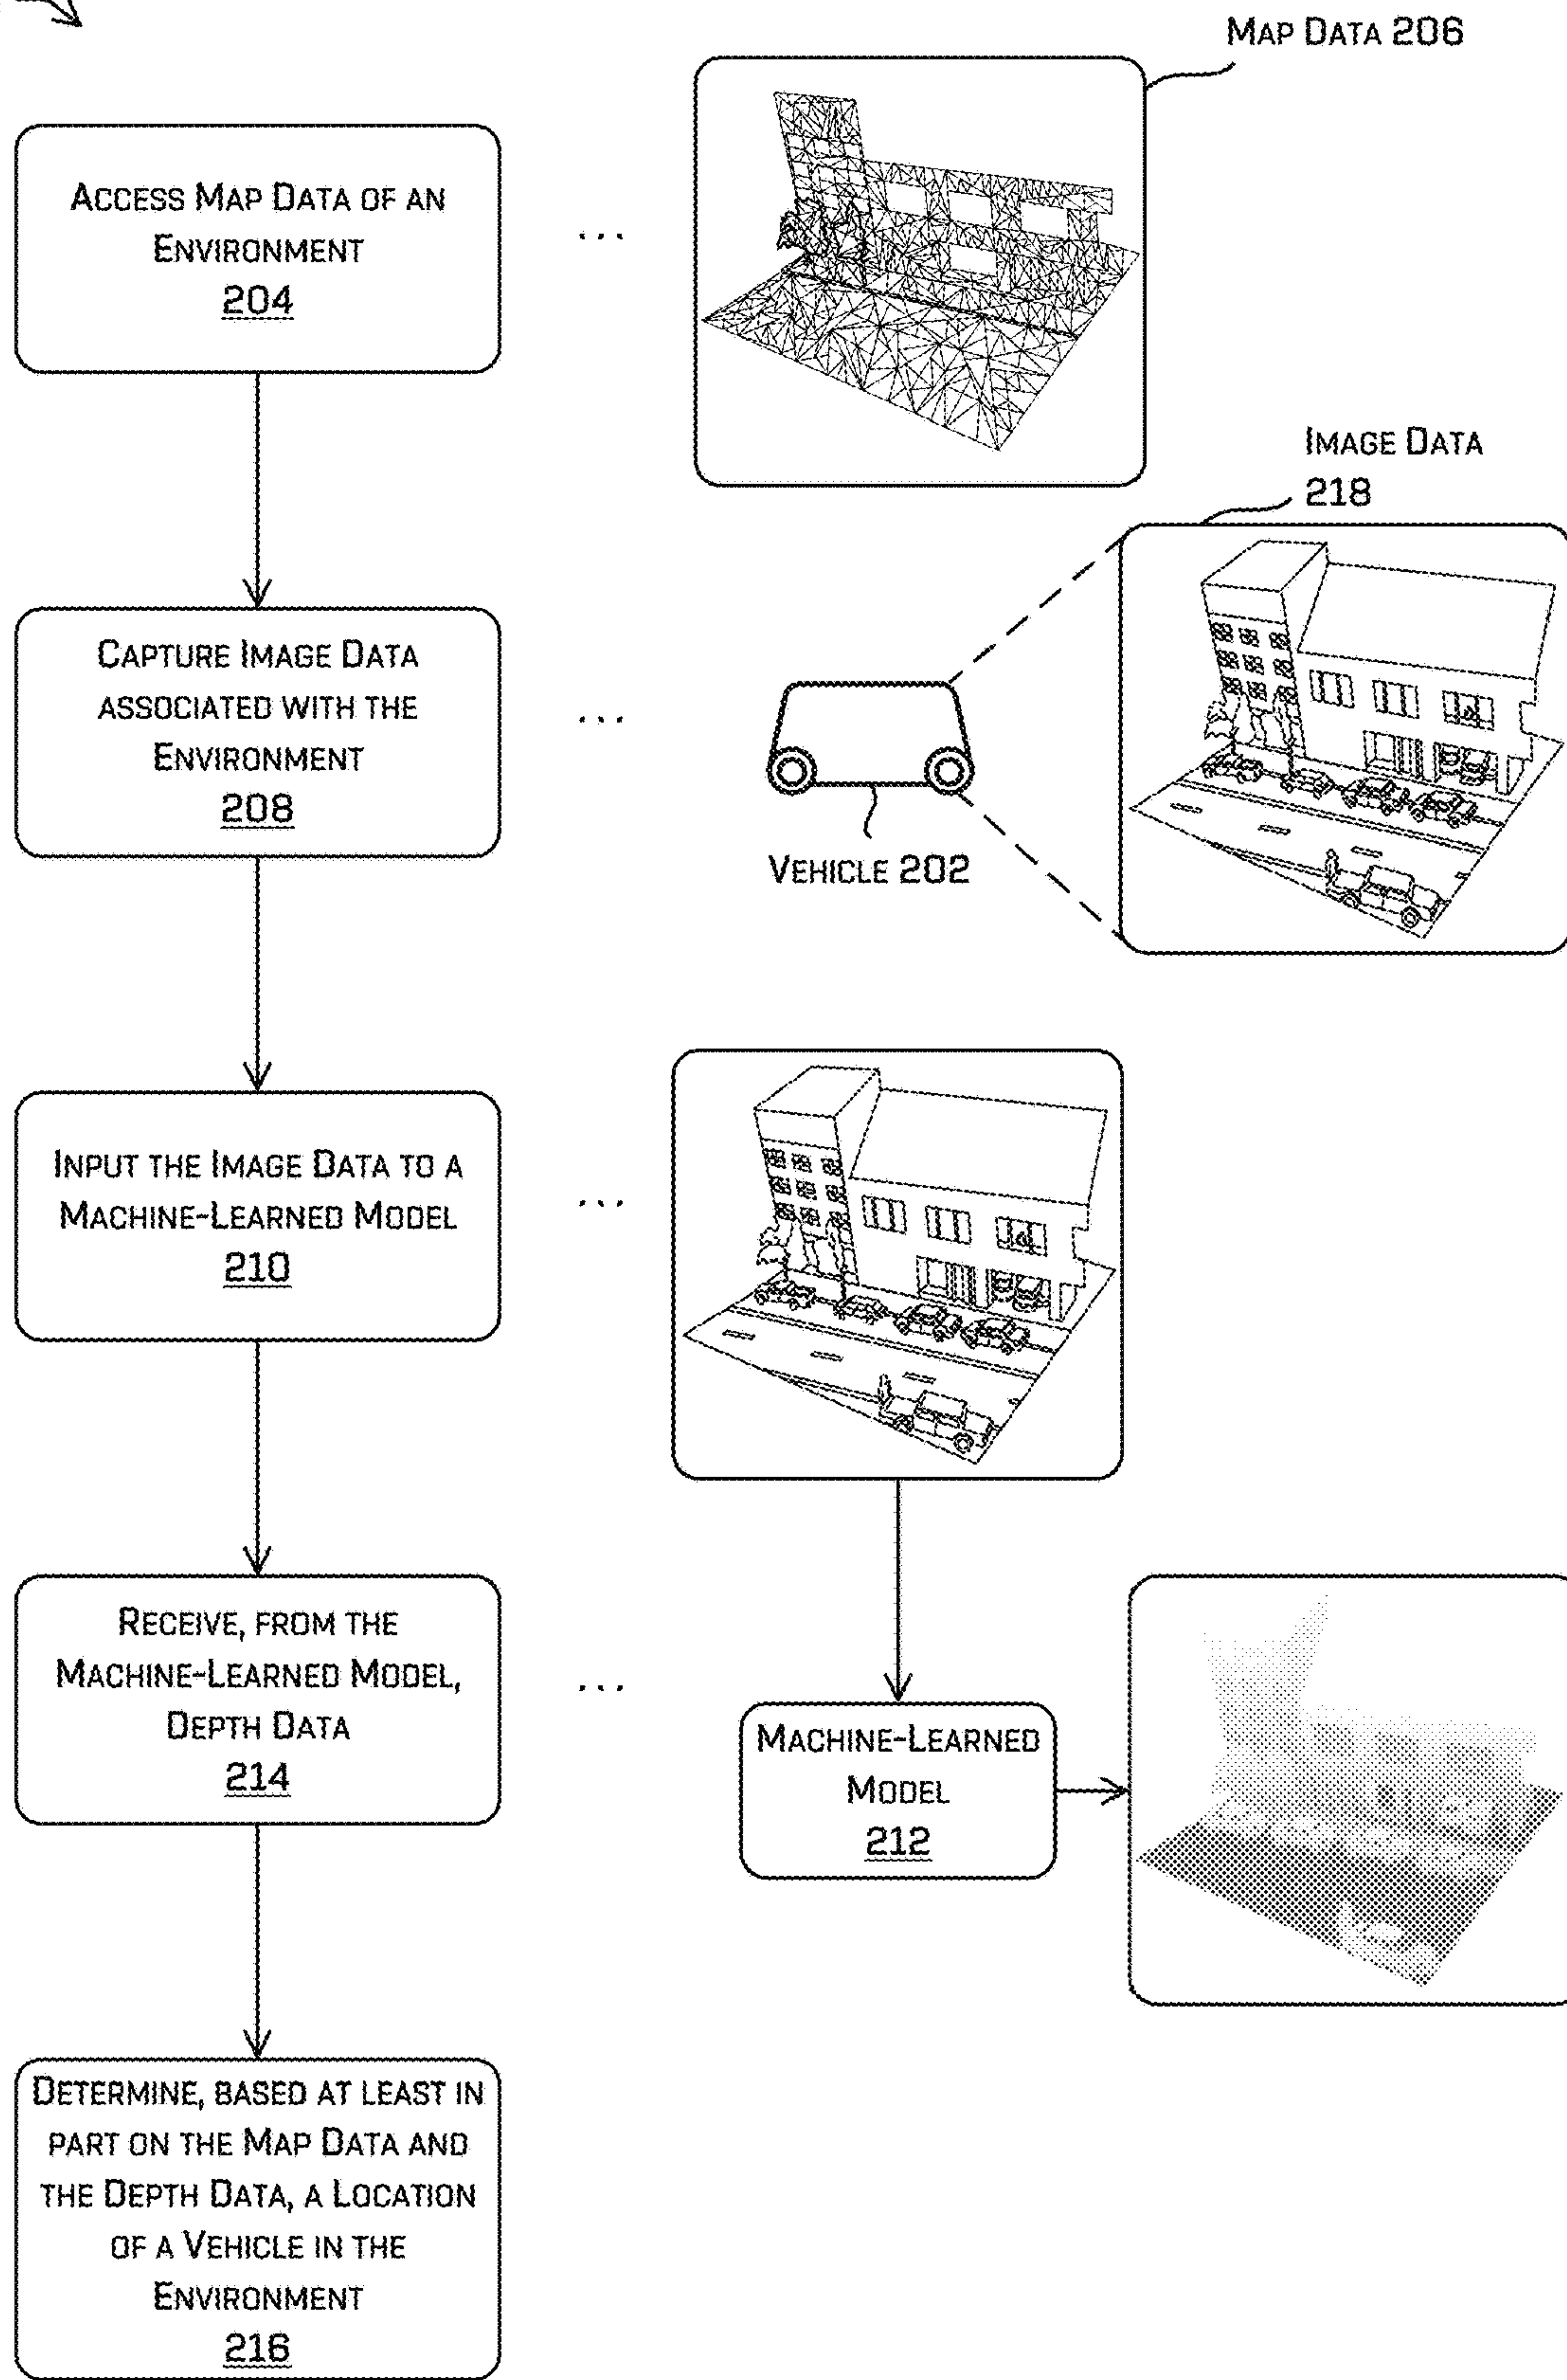 MAP DATA 206
ACCESS MAP DATA OF AN
ENVIRONMENT
204
...
IMAGE DATA
218
CAPTURE IMAGE DATA
ASSOCIATED WITH THE
ENVIRONMENT
208
...
VEHICLE 202
INPUT THE IMAGE DATA TO A
MACHINE-LEARNED MODEL
210
...
RECEIVE, FROM THE
MACHINE-LEARNED MODEL,
DEPTH DATA
214
...
MACHINE-LEARNED
MODEL
212
DETERMINE, BASED AT LEAST IN
PART ON THE MAP DATA AND
THE DEPTH DATA, A LOCATION
OF A VEHICLE IN THE
ENVIRONMENT
216